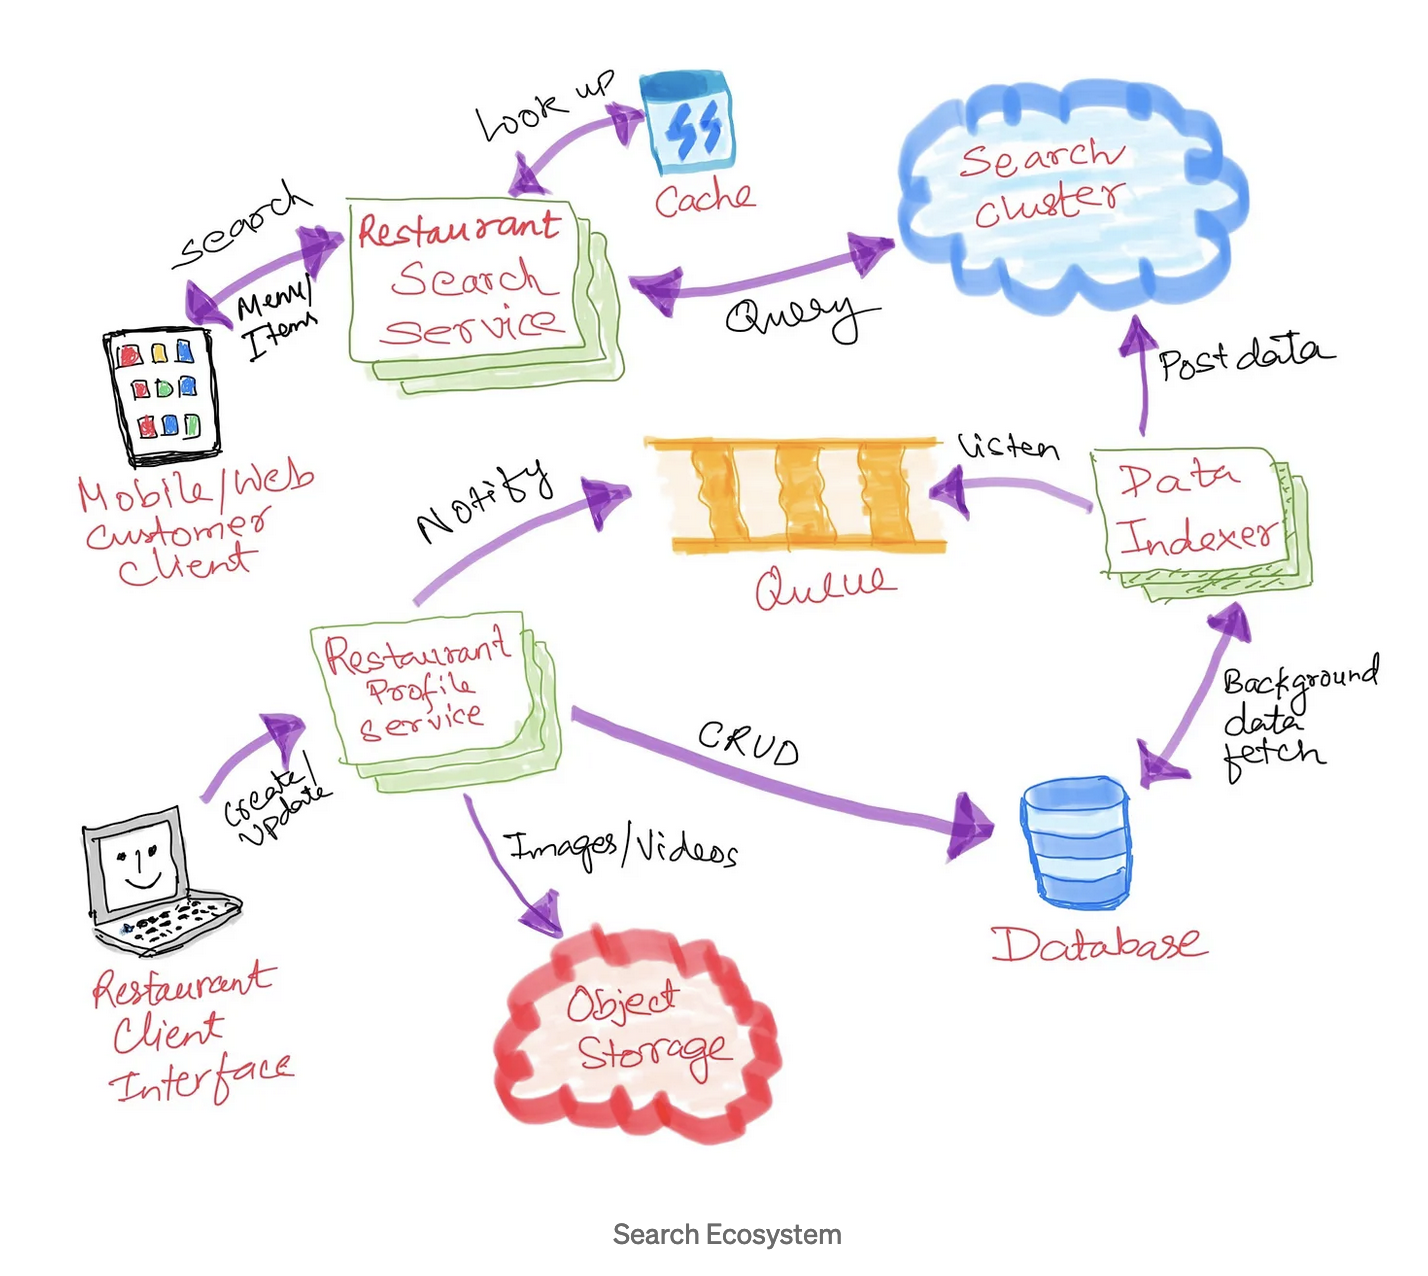 Look up
Cache
Search
Cluster
search
Menu/
Items
Restaurant
Search
Service
Query
Post data
Mobile/Web
Customer
Client
Notify
Queue
listen
Data
Indexer
Restaurant
Profile
Service
Create/
Update
CRUD
Background
data
fetch
Images/Videos
Database
Restaurant
Client
Interface
Object
Storage
Search Ecosystem